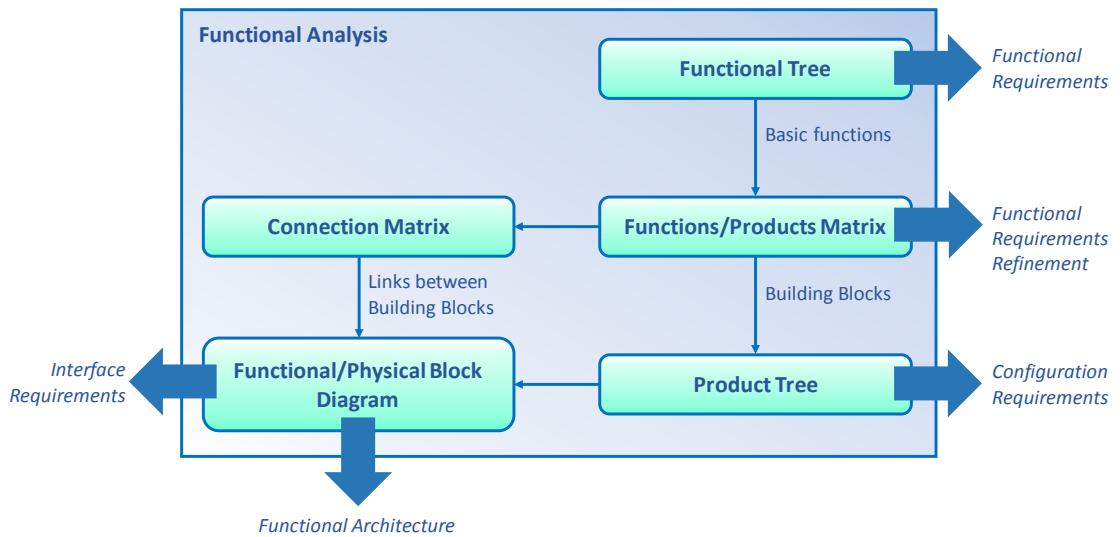 Functional Analysis
Functional Tree
Functional
Requirements
Basic functions
Connection Matrix
Functions/Products Matrix
Functional
Requirements
Refinement
Links between
Building Blocks
Building Blocks
Interface
Requirements
Functional/Physical Block
Diagram
Product Tree
Configuration
Requirements
Functional Architecture